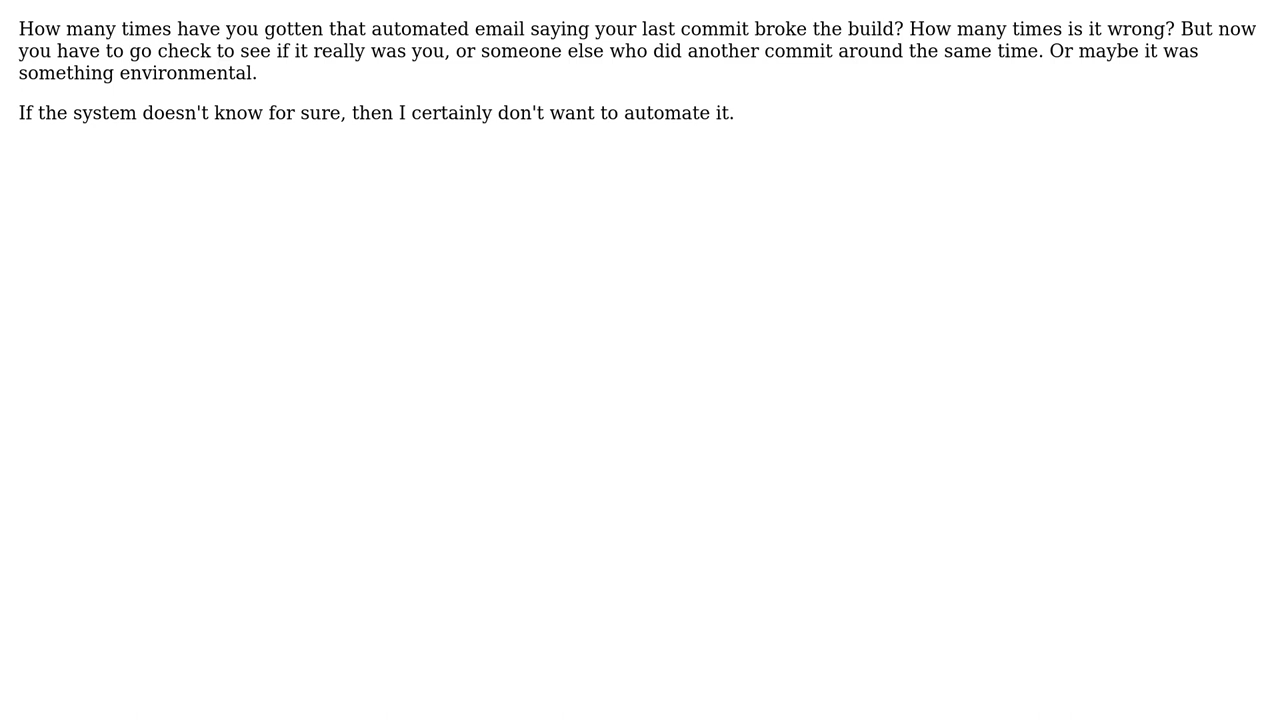 How many times have you gotten that automated email saying your last commit broke the build? How many times is it wrong? But now
you have to go check to see if it really was you, or someone else who did another commit around the same time. Or maybe it was
something environmental.
If the system doesn't know for sure, then I certainly don't want to automate it.